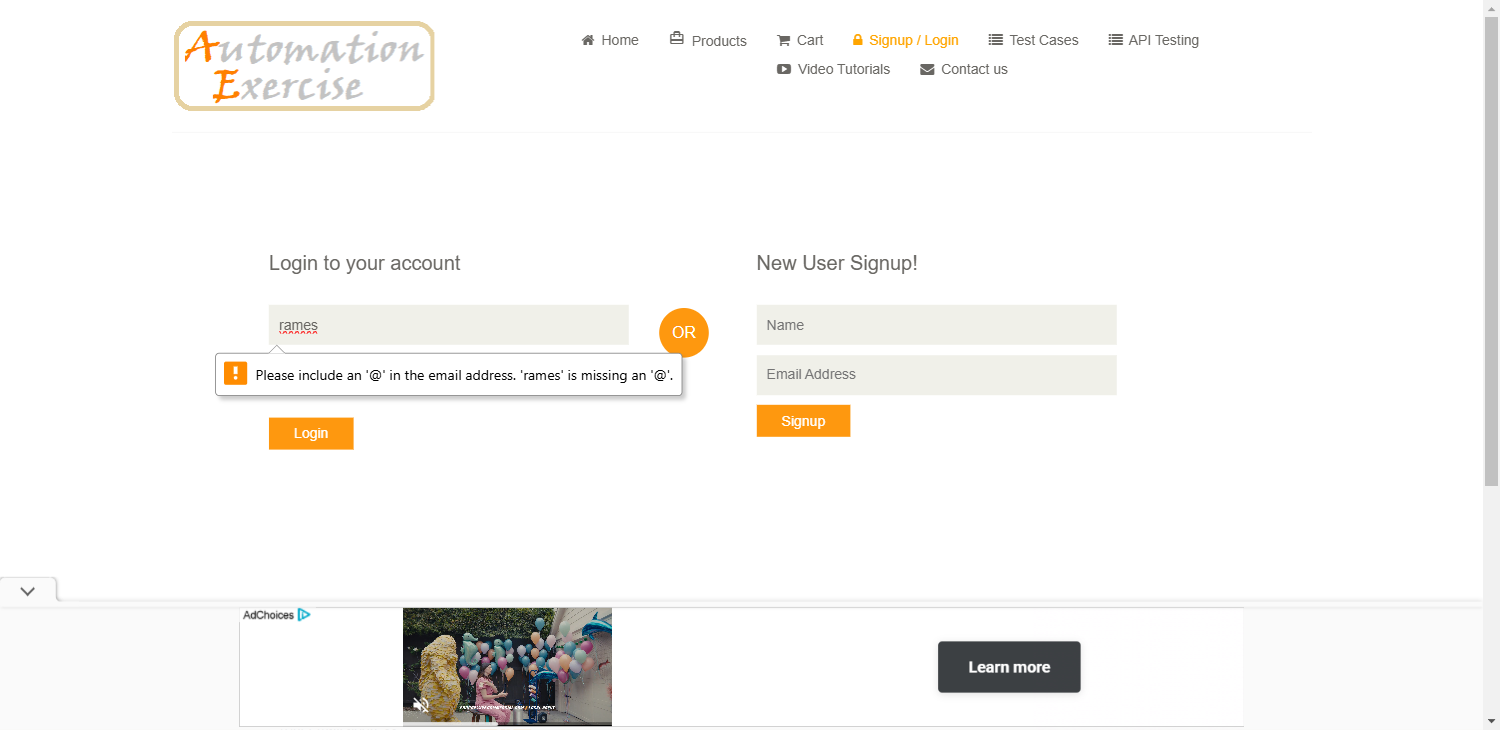 Automation
Exercise
Home
Products
Cart
Signup / Login
Test Cases
API Testing
Video Tutorials
Contact us
Login to your account
New User Signup!
rames
OR
Name
Please include an '@' in the email address. 'rames' is missing an '@'.
Email Address
Login
Signup
AdChoices
Learn more